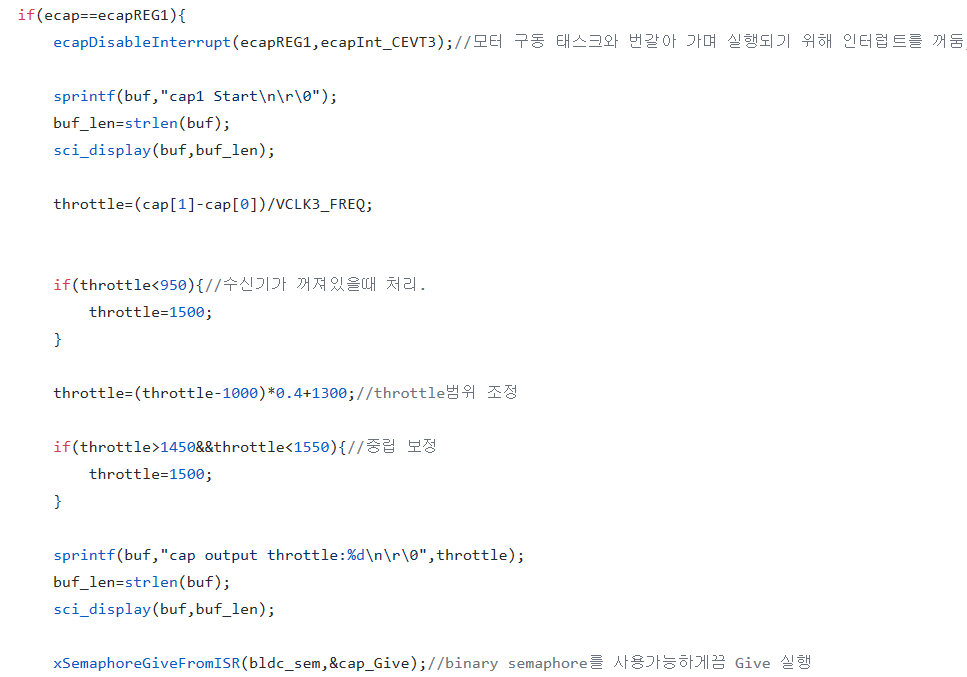 if(ecap==ecapREG1){
ecapDisableInterrupt(ecapREG1,ecapInt_CEVT3);//모터 구동 태스크와 번갈아 가며 실행되기 위해 인터럽트를 꺼둠
sprintf(buf,"cap1 Start\n\r\0");
buf_len=strlen(buf);
sci_display(buf,buf_len);
throttle=(cap[1]-cap[0])/VCLK3_FREQ;
if(throttle<950){//수신기가 꺼져있을때 처리.
throttle=1500;
}
throttle=(throttle-1000)*0.4+1300;//throttle범위 조정
if(throttle>1450&&throttle<1550){//중립 보정
throttle=1500;
}
sprintf(buf,"cap output throttle:%d\n\r\0",throttle);
buf_len=strlen(buf);
sci_display(buf,buf_len);
xSemaphoreGiveFromISR(bldc_sem,&cap_Give);//binary semaphore를 사용가능하게끔 Give 실행